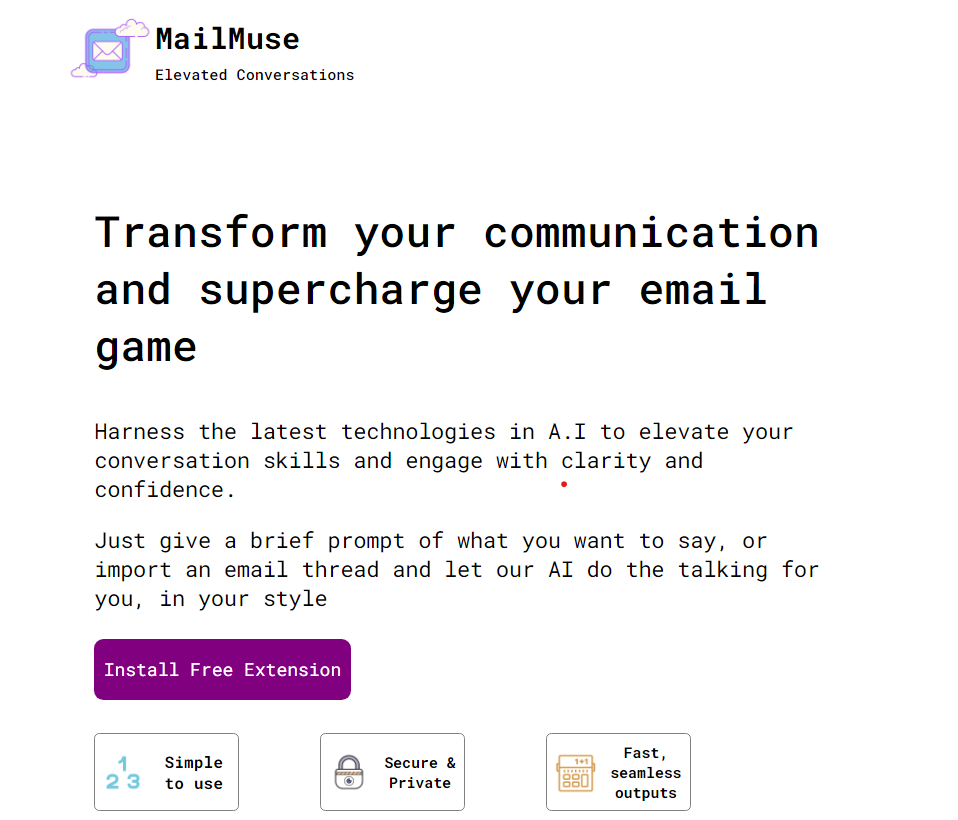 MailMuse
Elevated Conversations
Transform your communication
and supercharge your email
game
Harness the latest technologies in A.I to elevate your
conversation skills and engage with clarity and
confidence.
Just give a brief prompt of what you want to say, or
import an email thread and let our AI do the talking for
you, in your style
Install Free Extension
1
2 3
Simple
to use
Secure &
Private
1+1
Fast,
seamless
outputs